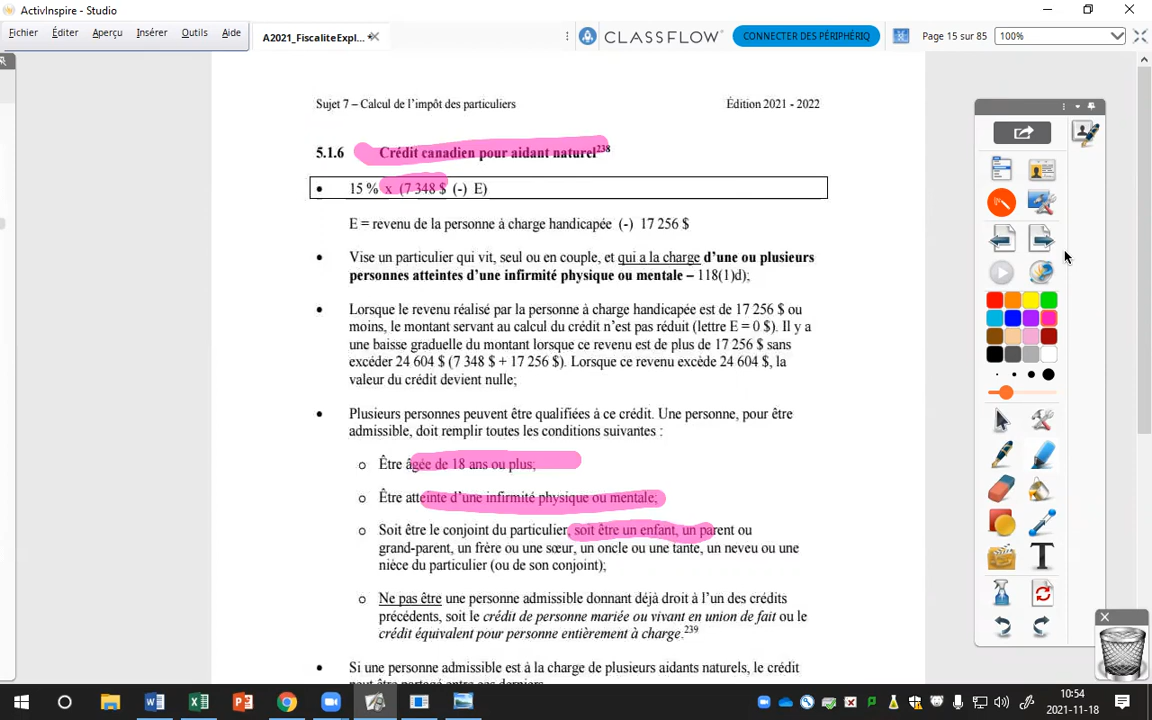 ActivInspire - Studio
Fichier Éditer Aperçu Insérer Outils Aide
A2021_FiscaliteExpl...
CLASSFLOW
CONNECTER DES PÉRIPHÉRIQ
Page 15 sur 85
100%
Sujet 7 – Calcul de l'impôt des particuliers
Édition 2021 - 2022
5.1.6 Crédit canadien pour aidant naturel238
• 15 % x (7 348 $ (-) E)
E = revenu de la personne à charge handicapée (-) 17 256 $
• Vise un particulier qui vit, seul ou en couple, et qui a la charge d'une ou plusieurs
personnes atteintes d'une infirmité physique ou mentale – 118(1)d);
• Lorsque le revenu réalisé par la personne à charge handicapée est de 17 256 $ ou
moins, le montant servant au calcul du crédit n'est pas réduit (lettre E = 0 $). Il y a
une baisse graduelle du montant lorsque ce revenu est de plus de 17 256 $ sans
excéder 24 604 $ (7 348 $ + 17 256 $). Lorsque ce revenu excède 24 604 $, la
valeur du crédit devient nulle;
• Plusieurs personnes peuvent être qualifiées à ce crédit. Une personne, pour être
admissible, doit remplir toutes les conditions suivantes :
o Être âgée de 18 ans ou plus;
o Être atteinte d'une infirmité physique ou mentale;
o Soit être le conjoint du particulier, soit être un enfant, un parent ou
grand-parent, un frère ou une sœur, un oncle ou une tante, un neveu ou une
nièce du particulier (ou de son conjoint);
o Ne pas être une personne admissible donnant déjà droit à l'un des crédits
précédents, soit le crédit de personne mariée ou vivant en union de fait ou le
crédit équivalent pour personne entièrement à charge.239
• Si une personne admissible est à la charge de plusieurs aidants naturels, le crédit
peut être partagé entre ces derniers
10:54
2021-11-18